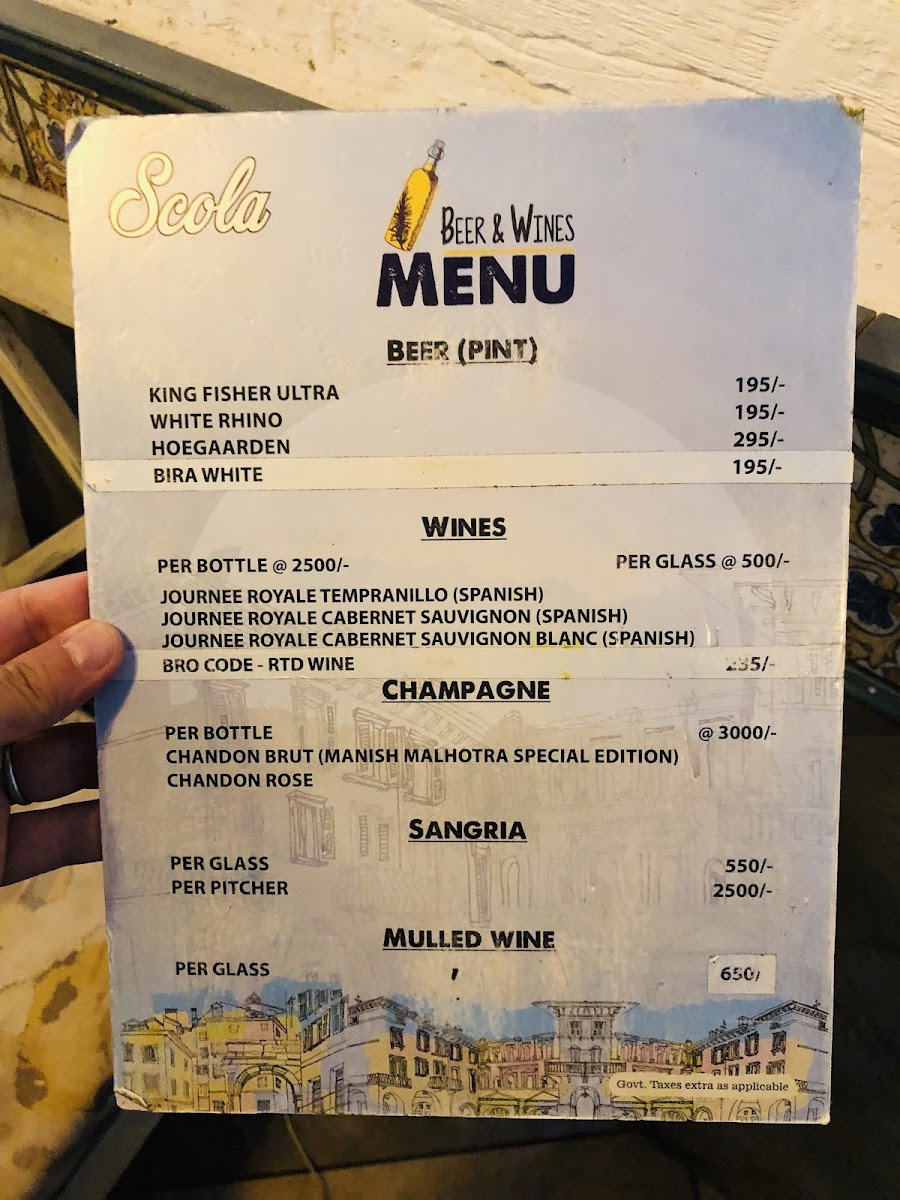 Scola
BEER & WINES
MENU
BEER (PINT)
KING FISHER ULTRA 195/-
WHITE RHINO 195/-
HOEGAARDEN 295/-
BIRA WHITE 195/-
WINES
PER BOTTLE @ 2500/- PER GLASS @ 500/-
JOURNEE ROYALE TEMPRANILLO (SPANISH)
JOURNEE ROYALE CABERNET SAUVIGNON (SPANISH)
JOURNEE ROYALE CABERNET SAUVIGNON BLANC (SPANISH)
BRO CODE - RTD WINE
CHAMPAGNE
PER BOTTLE @ 3000/-
CHANDON BRUT (MANISH MALHOTRA SPECIAL EDITION)
CHANDON ROSE
SANGRIA
PER GLASS 550/-
PER PITCHER 2500/-
MULLED WINE
PER GLASS 650/
Govt. Taxes extra as applicable